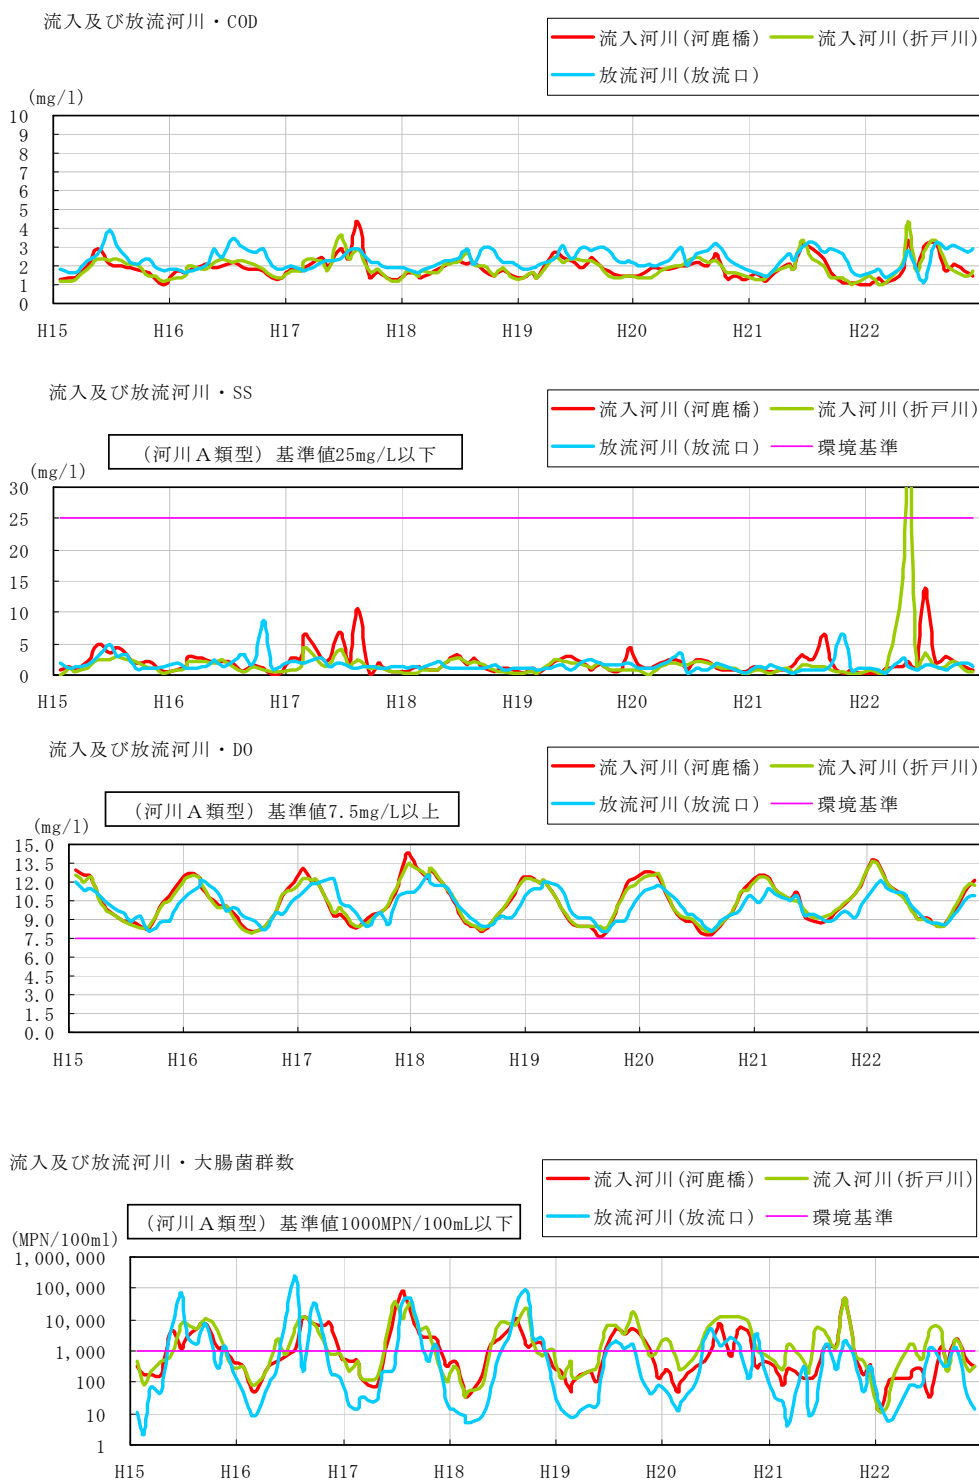 流入及び放流河川・COD
流入河川(河鹿橋)
流入河川(折戸川)
放流河川(放流口)
(mg/l)
10
9
8
7
6
5
4
3
2
1
0
H15 H16 H17 H18 H19 H20 H21 H22
流入及び放流河川・SS
流入河川(河鹿橋)
流入河川(折戸川)
放流河川(放流口)
環境基準
(河川A類型) 基準値25mg/L以下
(mg/l)
30
25
20
15
10
5
0
H15 H16 H17 H18 H19 H20 H21 H22
流入及び放流河川・DO
流入河川(河鹿橋)
流入河川(折戸川)
放流河川(放流口)
環境基準
(河川A類型) 基準値7.5mg/L以上
(mg/l)
15.0
13.5
12.0
10.5
9.0
7.5
6.0
4.5
3.0
1.5
0.0
H15 H16 H17 H18 H19 H20 H21 H22
流入及び放流河川・大腸菌群数
流入河川(河鹿橋)
流入河川(折戸川)
放流河川(放流口)
環境基準
(河川A類型) 基準値1000MPN/100mL以下
(MPN/100ml)
1,000,000
100,000
10,000
1,000
100
10
1
H15 H16 H17 H18 H19 H20 H21 H22